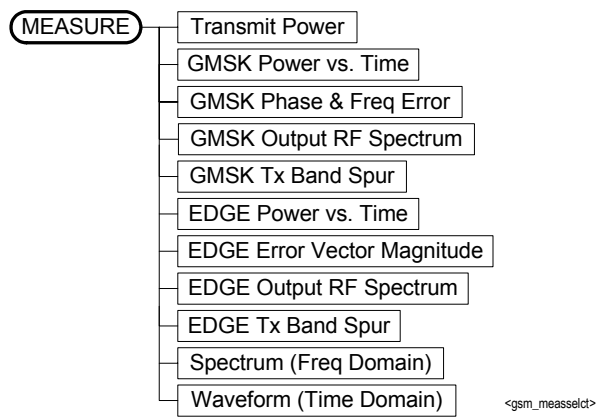 MEASURE
Transmit Power
GMSK Power vs. Time
GMSK Phase & Freq Error
GMSK Output RF Spectrum
GMSK Tx Band Spur
EDGE Power vs. Time
EDGE Error Vector Magnitude
EDGE Output RF Spectrum
EDGE Tx Band Spur
Spectrum (Freq Domain)
Waveform (Time Domain)
<gsm_measselct>